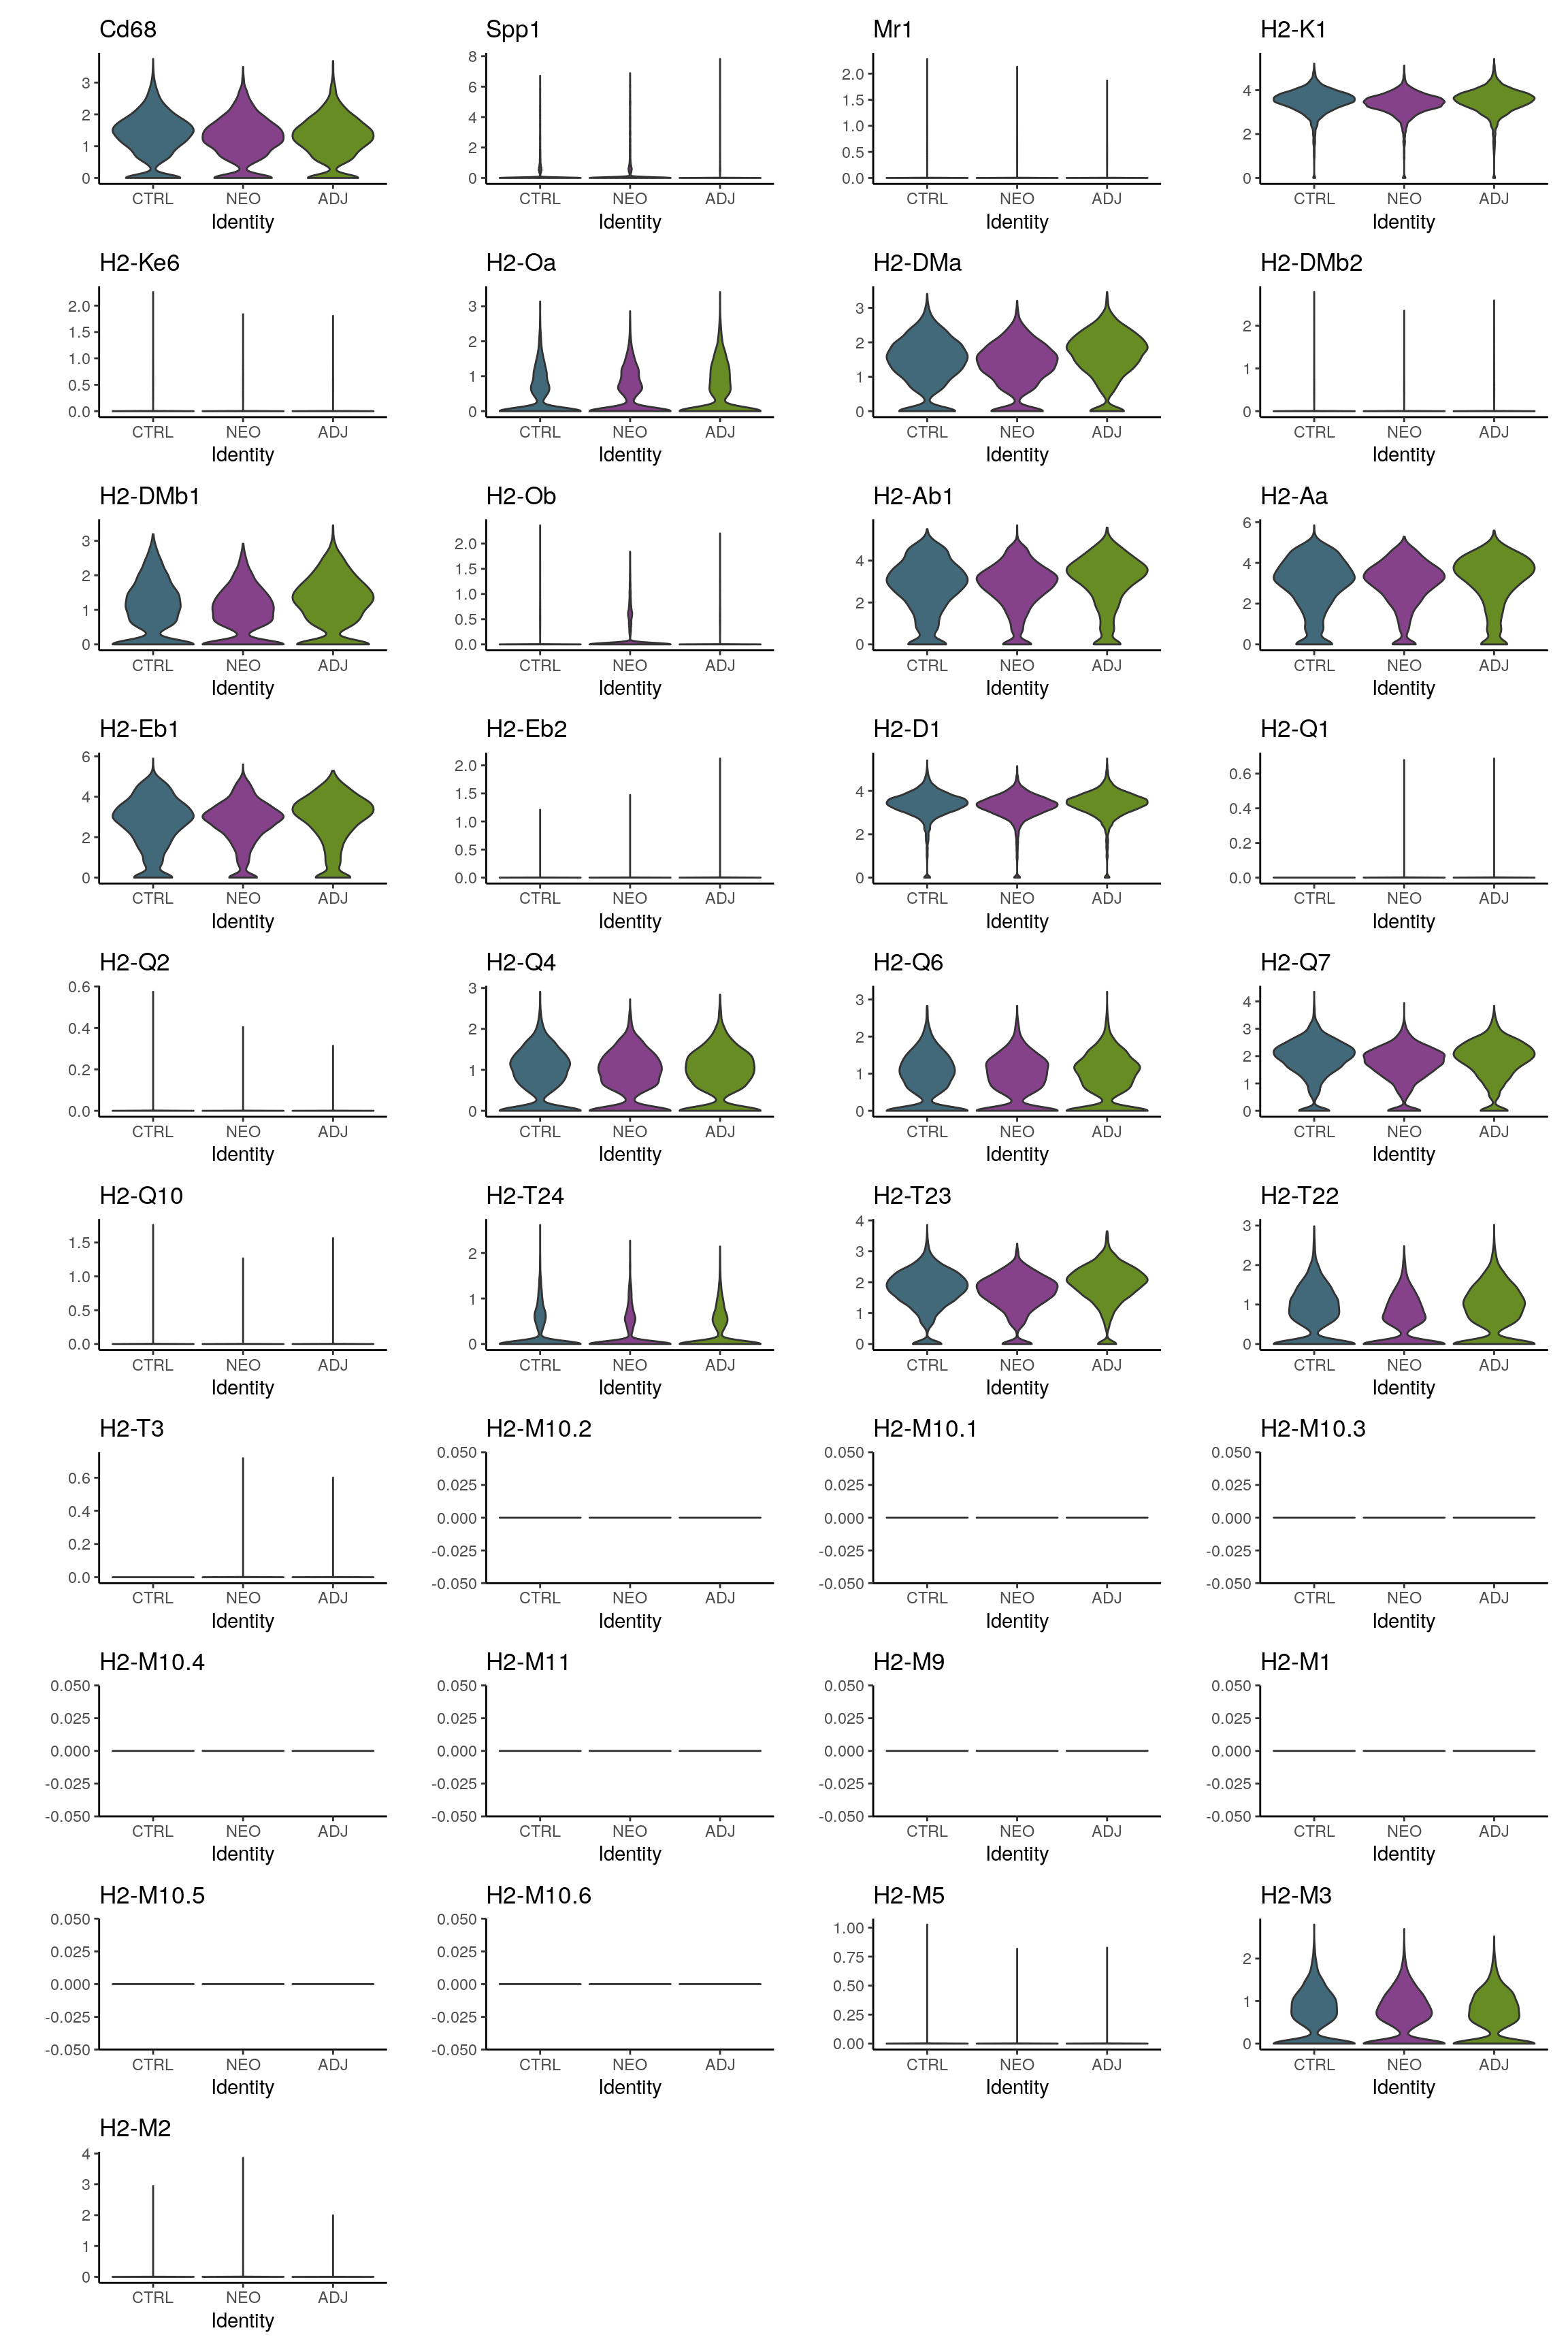 Cd68 Spp1 Mr1 H2-K1
3 8 2.0 4
2 6 1.5 2
1 4 1.0 0
0 2 0.5
0 0.0
CTRL NEO ADJ CTRL NEO ADJ CTRL NEO ADJ CTRL NEO ADJ
Identity Identity Identity Identity
H2-Ke6 H2-Oa H2-DMa H2-DMb2
2.0 3 3 2
1.5 2 2 1
1.0 1 1 0
0.5 0 0
0.0
CTRL NEO ADJ CTRL NEO ADJ CTRL NEO ADJ CTRL NEO ADJ
Identity Identity Identity Identity
H2-DMb1 H2-Ob H2-Ab1 H2-Aa
3 2.0 4 6
2 1.5 2 4
1 1.0 0 2
0 0.5 0
0.0
CTRL NEO ADJ CTRL NEO ADJ CTRL NEO ADJ CTRL NEO ADJ
Identity Identity Identity Identity
H2-Eb1 H2-Eb2 H2-D1 H2-Q1
6 2.0 4 0.6
4 1.5 2 0.4
2 1.0 0 0.2
0 0.5 0.0
0.0
CTRL NEO ADJ CTRL NEO ADJ CTRL NEO ADJ CTRL NEO ADJ
Identity Identity Identity Identity
H2-Q2 H2-Q4 H2-Q6 H2-Q7
0.6 3 3 4
0.4 2 2 3
0.2 1 1 2
0.0 0 0 1
0
CTRL NEO ADJ CTRL NEO ADJ CTRL NEO ADJ CTRL NEO ADJ
Identity Identity Identity Identity
H2-Q10 H2-T24 H2-T23 H2-T22
1.5 2 4 3
1.0 1 3 2
0.5 0 2 1
0.0 1 0
0
CTRL NEO ADJ CTRL NEO ADJ CTRL NEO ADJ CTRL NEO ADJ
Identity Identity Identity Identity
H2-T3 H2-M10.2 H2-M10.1 H2-M10.3
0.6 0.050 0.050 0.050
0.4 0.025 0.025 0.025
0.2 0.000 0.000 0.000
0.0 -0.025 -0.025 -0.025
-0.050 -0.050 -0.050
CTRL NEO ADJ CTRL NEO ADJ CTRL NEO ADJ CTRL NEO ADJ
Identity Identity Identity Identity
H2-M10.4 H2-M11 H2-M9 H2-M1
0.050 0.050 0.050 0.050
0.025 0.025 0.025 0.025
0.000 0.000 0.000 0.000
-0.025 -0.025 -0.025 -0.025
-0.050 -0.050 -0.050 -0.050
CTRL NEO ADJ CTRL NEO ADJ CTRL NEO ADJ CTRL NEO ADJ
Identity Identity Identity Identity
H2-M10.5 H2-M10.6 H2-M5 H2-M3
0.050 0.050 1.00 2
0.025 0.025 0.75 1
0.000 0.000 0.50 0
-0.025 -0.025 0.25
-0.050 -0.050 0.00
CTRL NEO ADJ CTRL NEO ADJ CTRL NEO ADJ CTRL NEO ADJ
Identity Identity Identity Identity
H2-M2
4
3
2
1
0
CTRL NEO ADJ
Identity